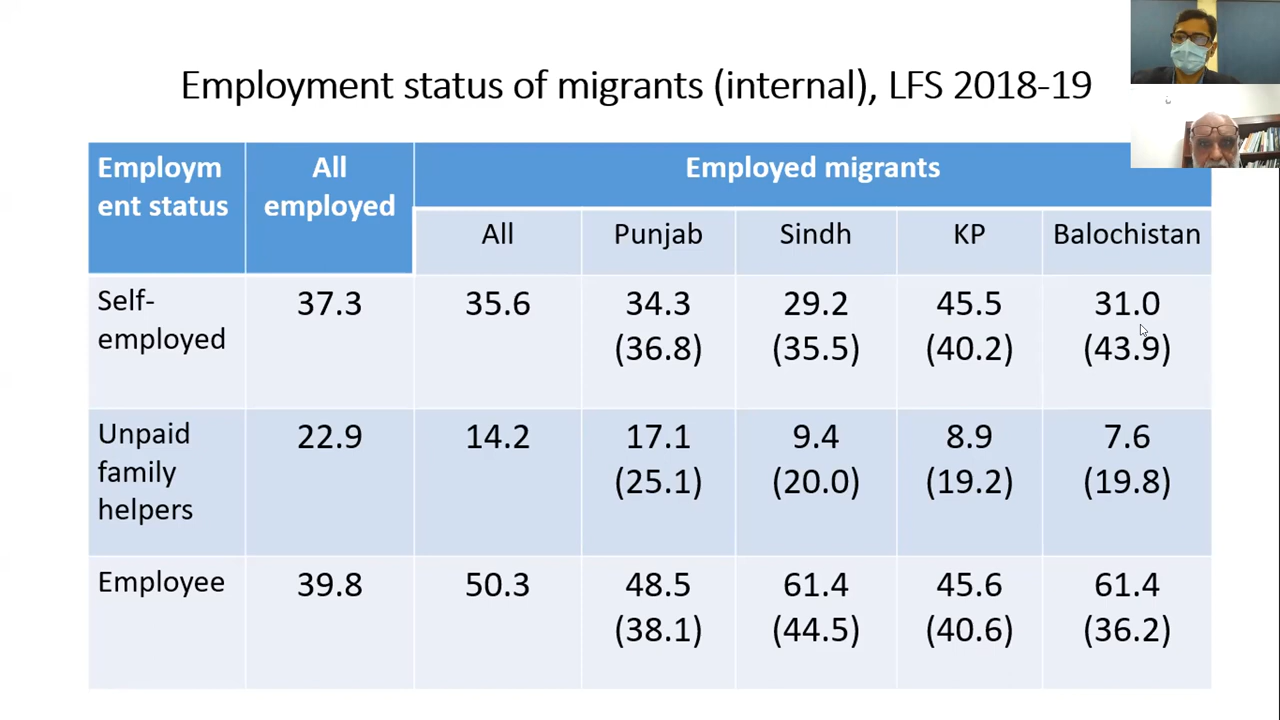 Employment status of migrants (internal), LFS 2018-19
Employm
ent status
All
employed
Employed migrants
All
Punjab
Sindh
KP
Balochistan
Self-
employed
37.3
35.6
34.3
(36.8)
29.2
(35.5)
45.5
(40.2)
31.0
(43.9)
Unpaid
family
helpers
22.9
14.2
17.1
(25.1)
9.4
(20.0)
8.9
(19.2)
7.6
(19.8)
Employee
39.8
50.3
48.5
(38.1)
61.4
(44.5)
45.6
(40.6)
61.4
(36.2)